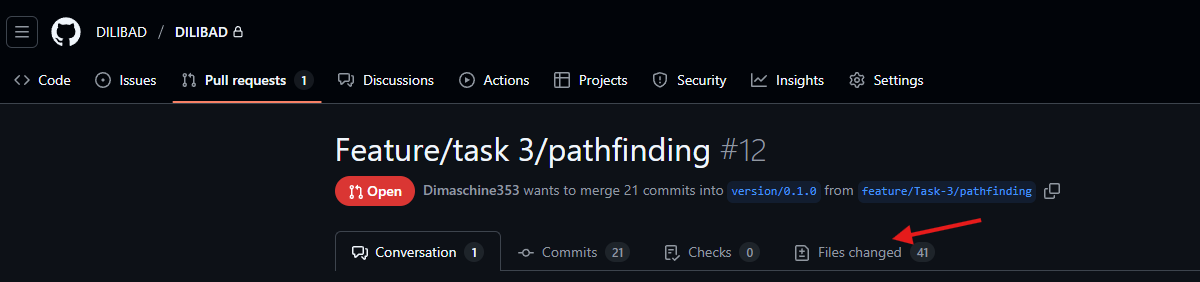 DILIBAD / DILIBAD
Code Issues Pull requests 1 Discussions Actions Projects Security Insights Settings
Feature/task 3/pathfinding #12
Open Dimaschine353 wants to merge 21 commits into version/0.1.0 from feature/Task-3/pathfinding
Conversation 1 Commits 21 Checks 0 Files changed 41